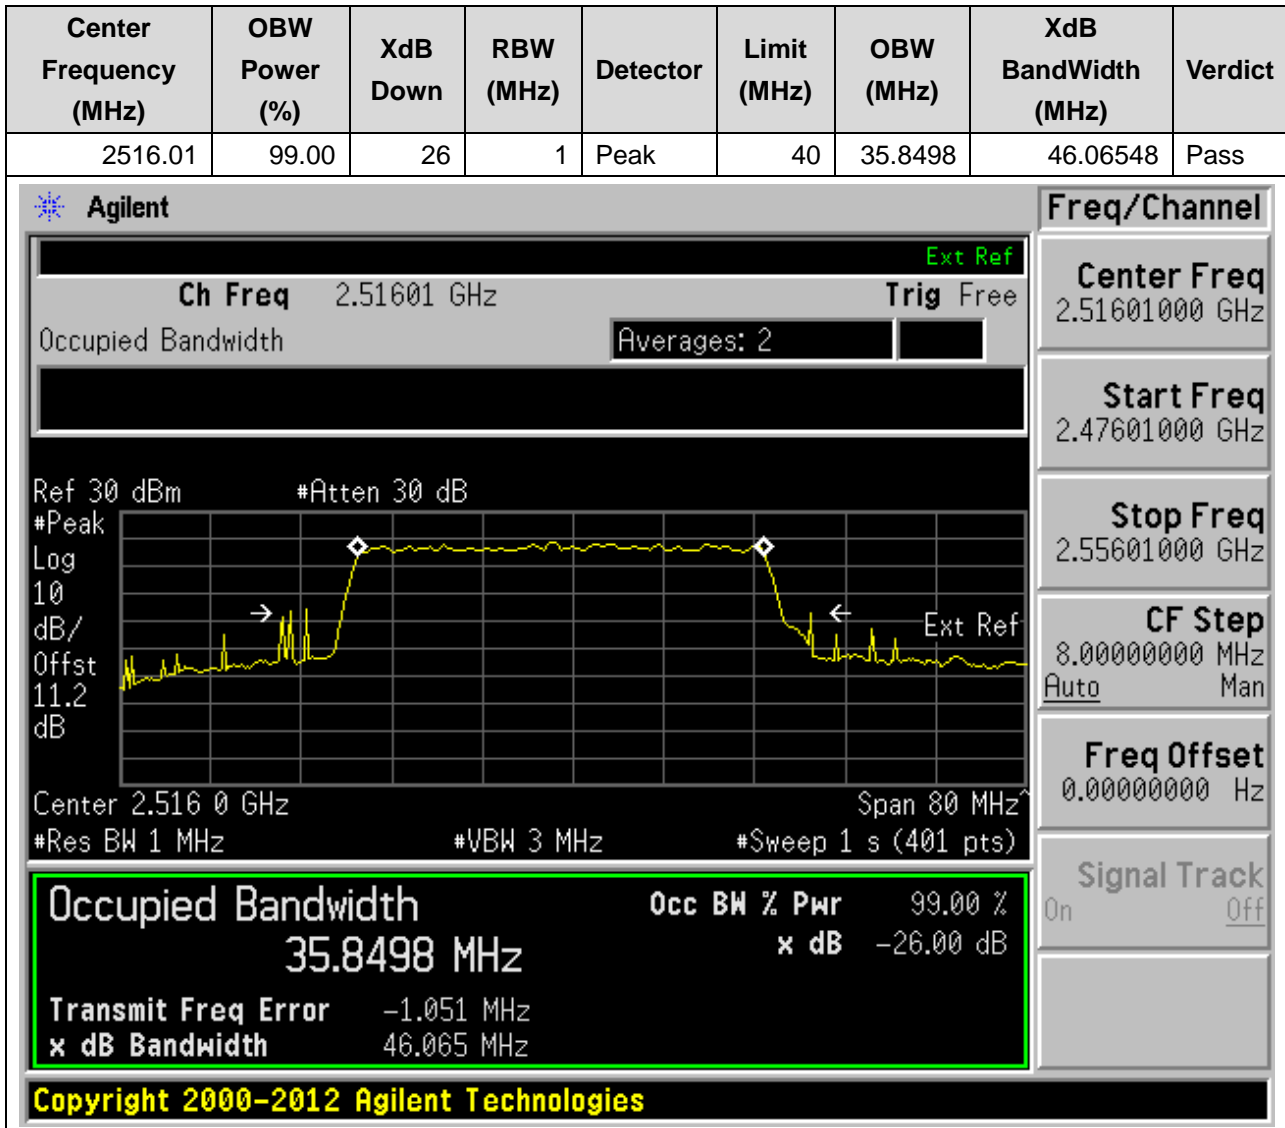 Center Frequency (MHz) OBW Power (%) XdB Down RBW (MHz) Detector Limit (MHz) OBW (MHz) XdB BandWidth (MHz) Verdict
2516.01 99.00 26 1 Peak 40 35.8498 46.06548 Pass
Agilent
Freq/Channel
Ext Ref
Ch Freq 2.51601 GHz Trig Free
Occupied Bandwidth Averages: 2
Ref 30 dBm #Atten 30 dB
#Peak
Log
10
dB/
Offst
11.2
dB
Ext Ref
Center 2.516 0 GHz Span 80 MHz^
#Res BW 1 MHz #VBW 3 MHz #Sweep 1 s (401 pts)
Occupied Bandwidth
35.8498 MHz
Occ BW % Pwr 99.00 %
x dB -26.00 dB
Transmit Freq Error -1.051 MHz
x dB Bandwidth 46.065 MHz
Center Freq
2.51601000 GHz
Start Freq
2.47601000 GHz
Stop Freq
2.55601000 GHz
CF Step
8.00000000 MHz
Auto Man
Freq Offset
0.00000000 Hz
Signal Track
On Off
Copyright 2000-2012 Agilent Technologies